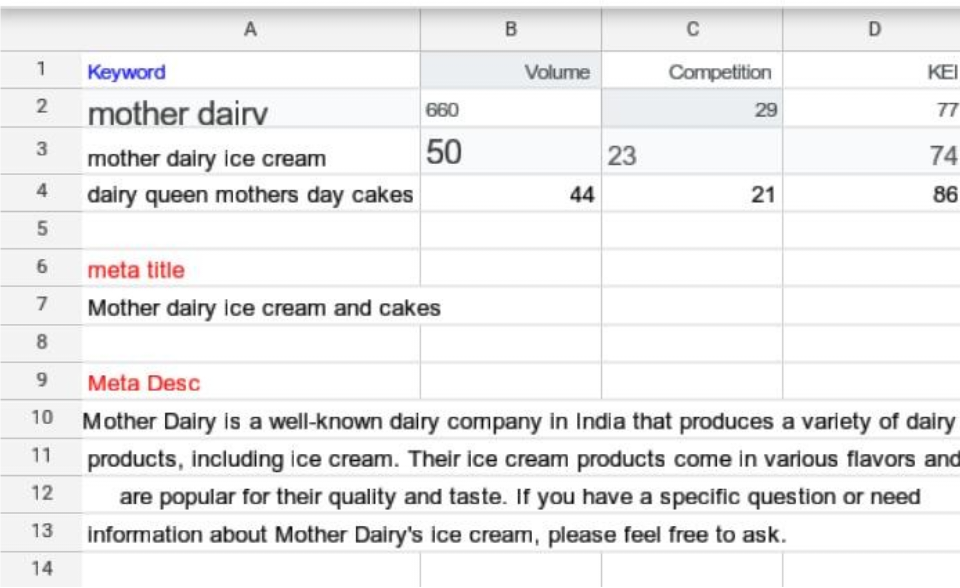 A B C D
1 Keyword Volume Competition KEI
2 mother dairy 660 29 77
3 mother dairy ice cream 50 23 74
4 dairy queen mothers day cakes 44 21 86
5
6 meta title
7 Mother dairy ice cream and cakes
8
9 Meta Desc
10 Mother Dairy is a well-known dairy company in India that produces a variety of dairy
11 products, including ice cream. Their ice cream products come in various flavors and
12 are popular for their quality and taste. If you have a specific question or need
13 information about Mother Dairy's ice cream, please feel free to ask.
14